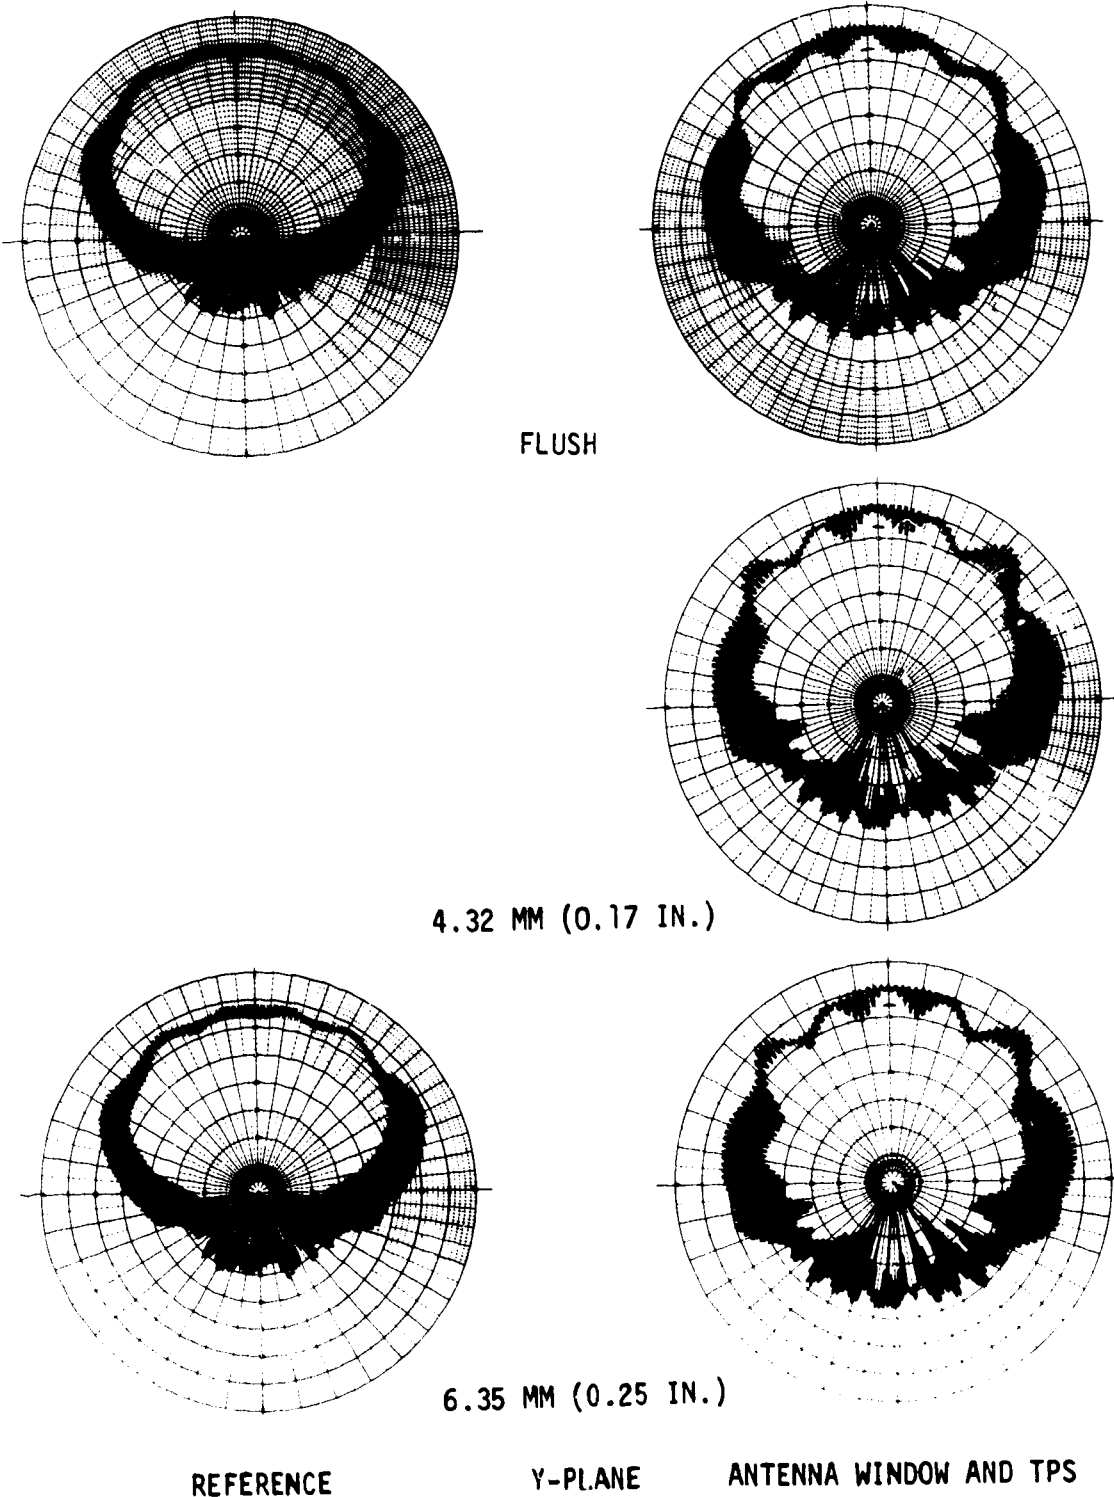 FLUSH
4.32 MM (0.17 IN.)
6.35 MM (0.25 IN.)
REFERENCE
Y-PLANE
ANTENNA WINDOW AND TPS